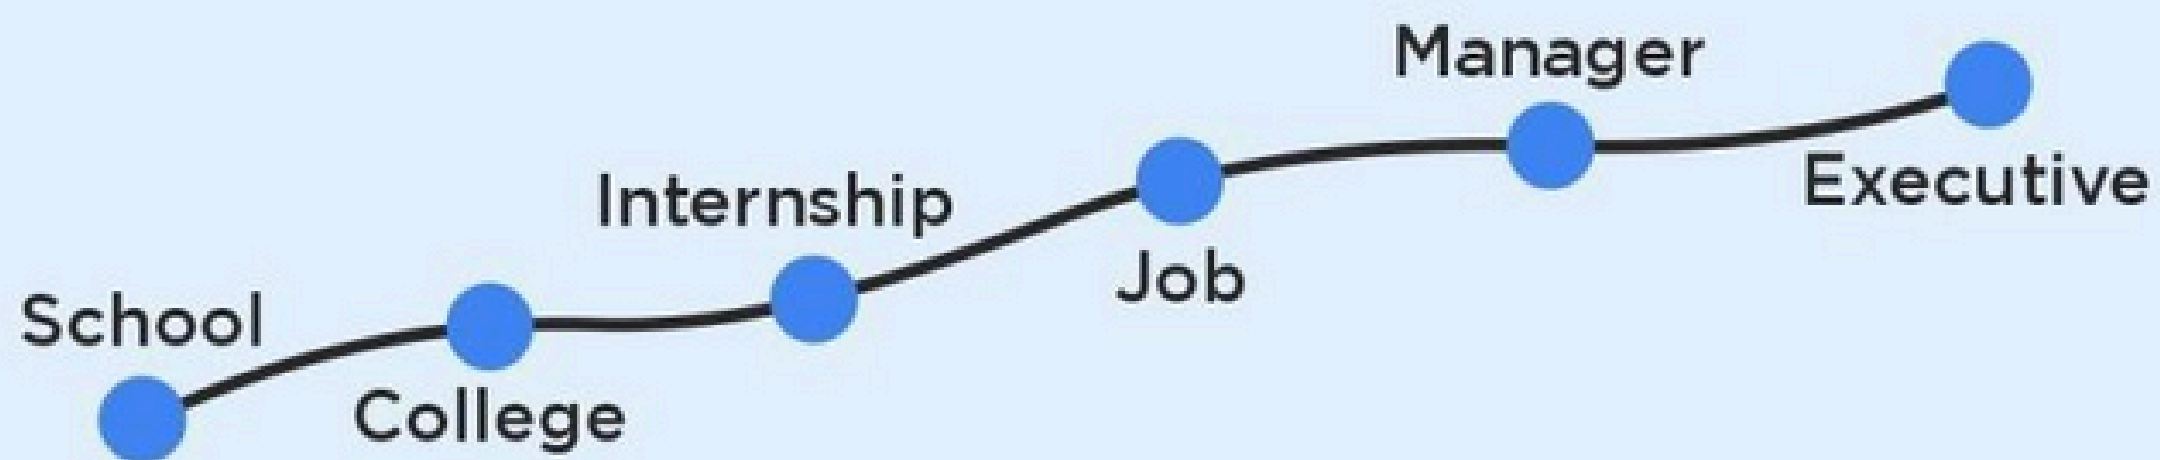 School
College
Internship
Job
Manager
Executive